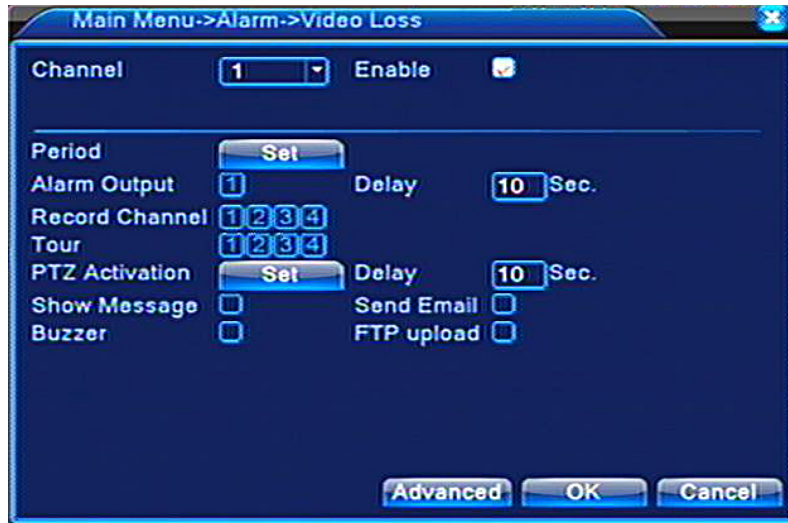 Main Menu->Alarm->Video Loss
Channel 1 Enable
Period Set
Alarm Output 1 Delay 10 Sec.
Record Channel 1 2 3 4
Tour 1 2 3 4
PTZ Activation Set Delay 10 Sec.
Show Message Send Email
Buzzer FTP upload
Advanced OK Cancel